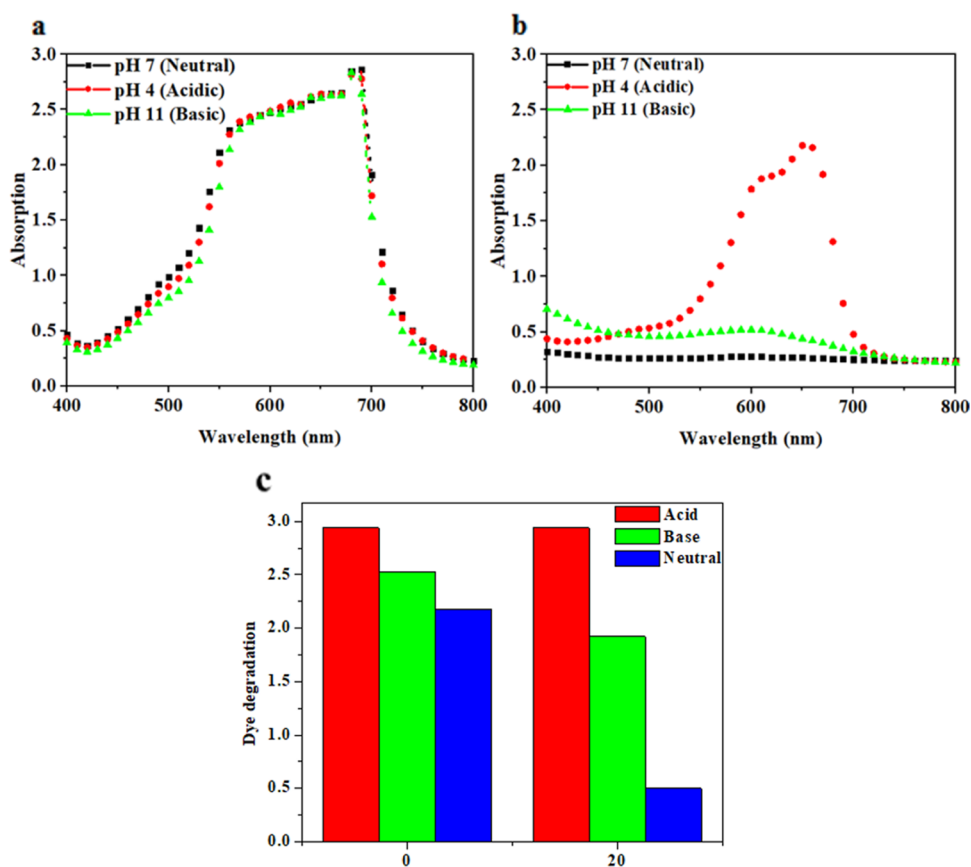 a
3.0
2.5
2.0
1.5
1.0
0.5
0.0
Absorption
pH 7 (Neutral)
pH 4 (Acidic)
pH 11 (Basic)
400 500 600 700 800
Wavelength (nm)
b
3.0
2.5
2.0
1.5
1.0
0.5
0.0
Absorption
pH 7 (Neutral)
pH 4 (Acidic)
pH 11 (Basic)
400 500 600 700 800
Wavelength (nm)
c
3.0
2.5
2.0
1.5
1.0
0.5
0.0
Dye degradation
Acid
Base
Neutral
0 20